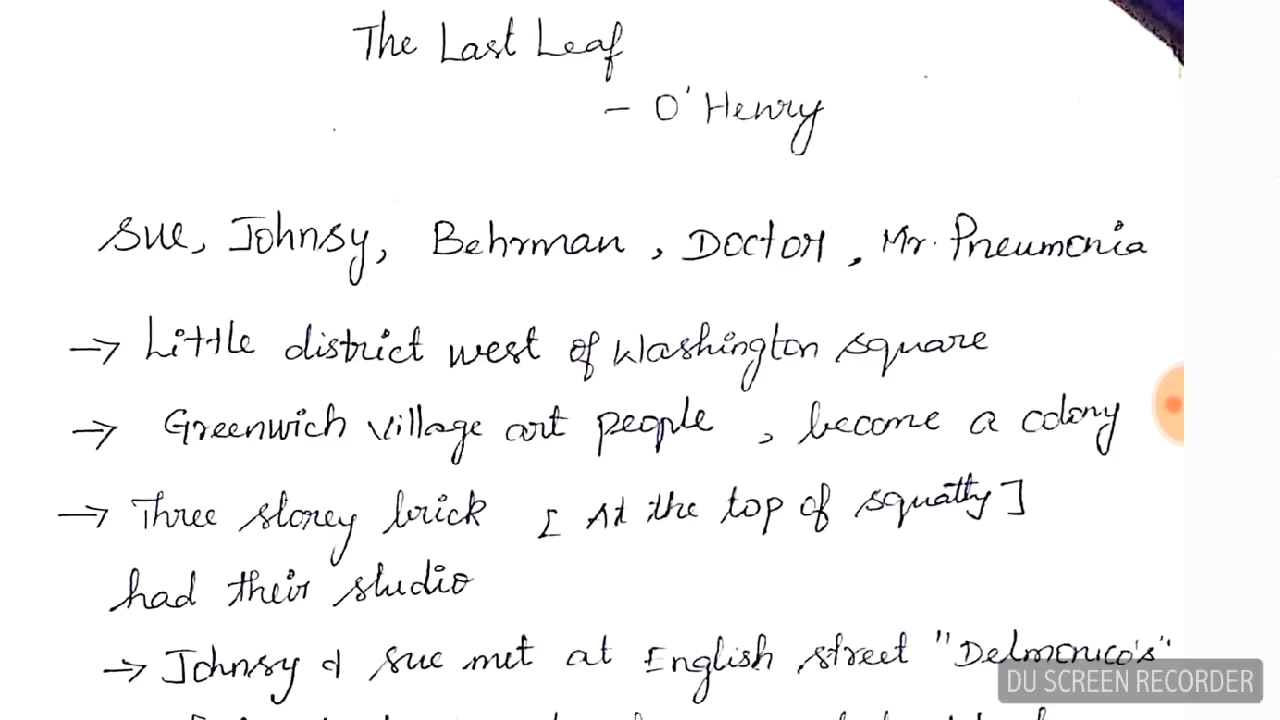 The Last Leaf
- O'Henry
Sue, Johnsy, Behrman, Doctor, Mr. Pneumonia
→ Little district west of Washington square
→ Greenwich village art people, become a colony
→ Three storey brick [At the top of squatty]
had their studio
→ Johnsy & sue met at English street "Delmonico's"
DU SCREEN RECORDER